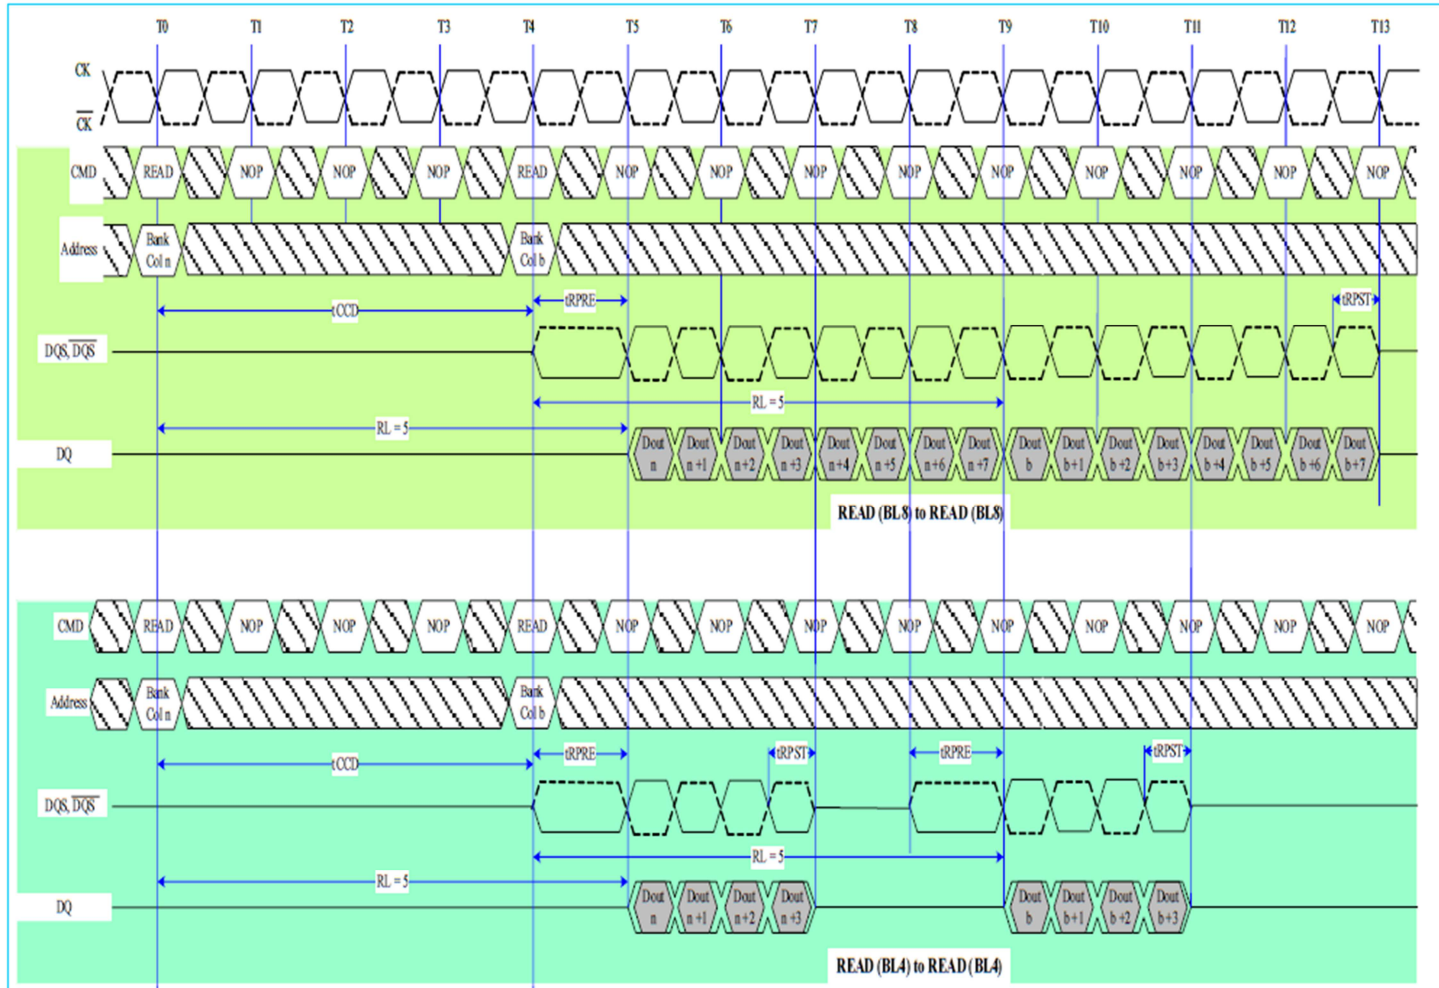 T0 T1 T2 T3 T4 T5 T6 T7 T8 T9 T10 T11 T12 T13
CK
CK
CMD READ NOP NOP NOP READ NOP NOP NOP NOP NOP NOP NOP NOP NOP
Address Bank Col n Bank Col b
tCCD tRPRE tRPST
DQS, DQS
RL = 5
RL = 5
DQ Dout n Dout n +1 Dout n +2 Dout n +3 Dout n +4 Dout n +5 Dout n +6 Dout n +7 Dout b Dout b +1 Dout b +2 Dout b +3 Dout b +4 Dout b +5 Dout b +6 Dout b +7
READ (BL8) to READ (BL8)
CMD READ NOP NOP NOP READ NOP NOP NOP NOP NOP NOP NOP NOP NOP
Address Bank Col n Bank Col b
tCCD tRPRE tRPST tRPRE tRPST
DQS, DQS
RL = 5
RL = 5
DQ Dout n Dout n +1 Dout n +2 Dout n +3 Dout b Dout b +1 Dout b +2 Dout b +3
READ (BL4) to READ (BL4)